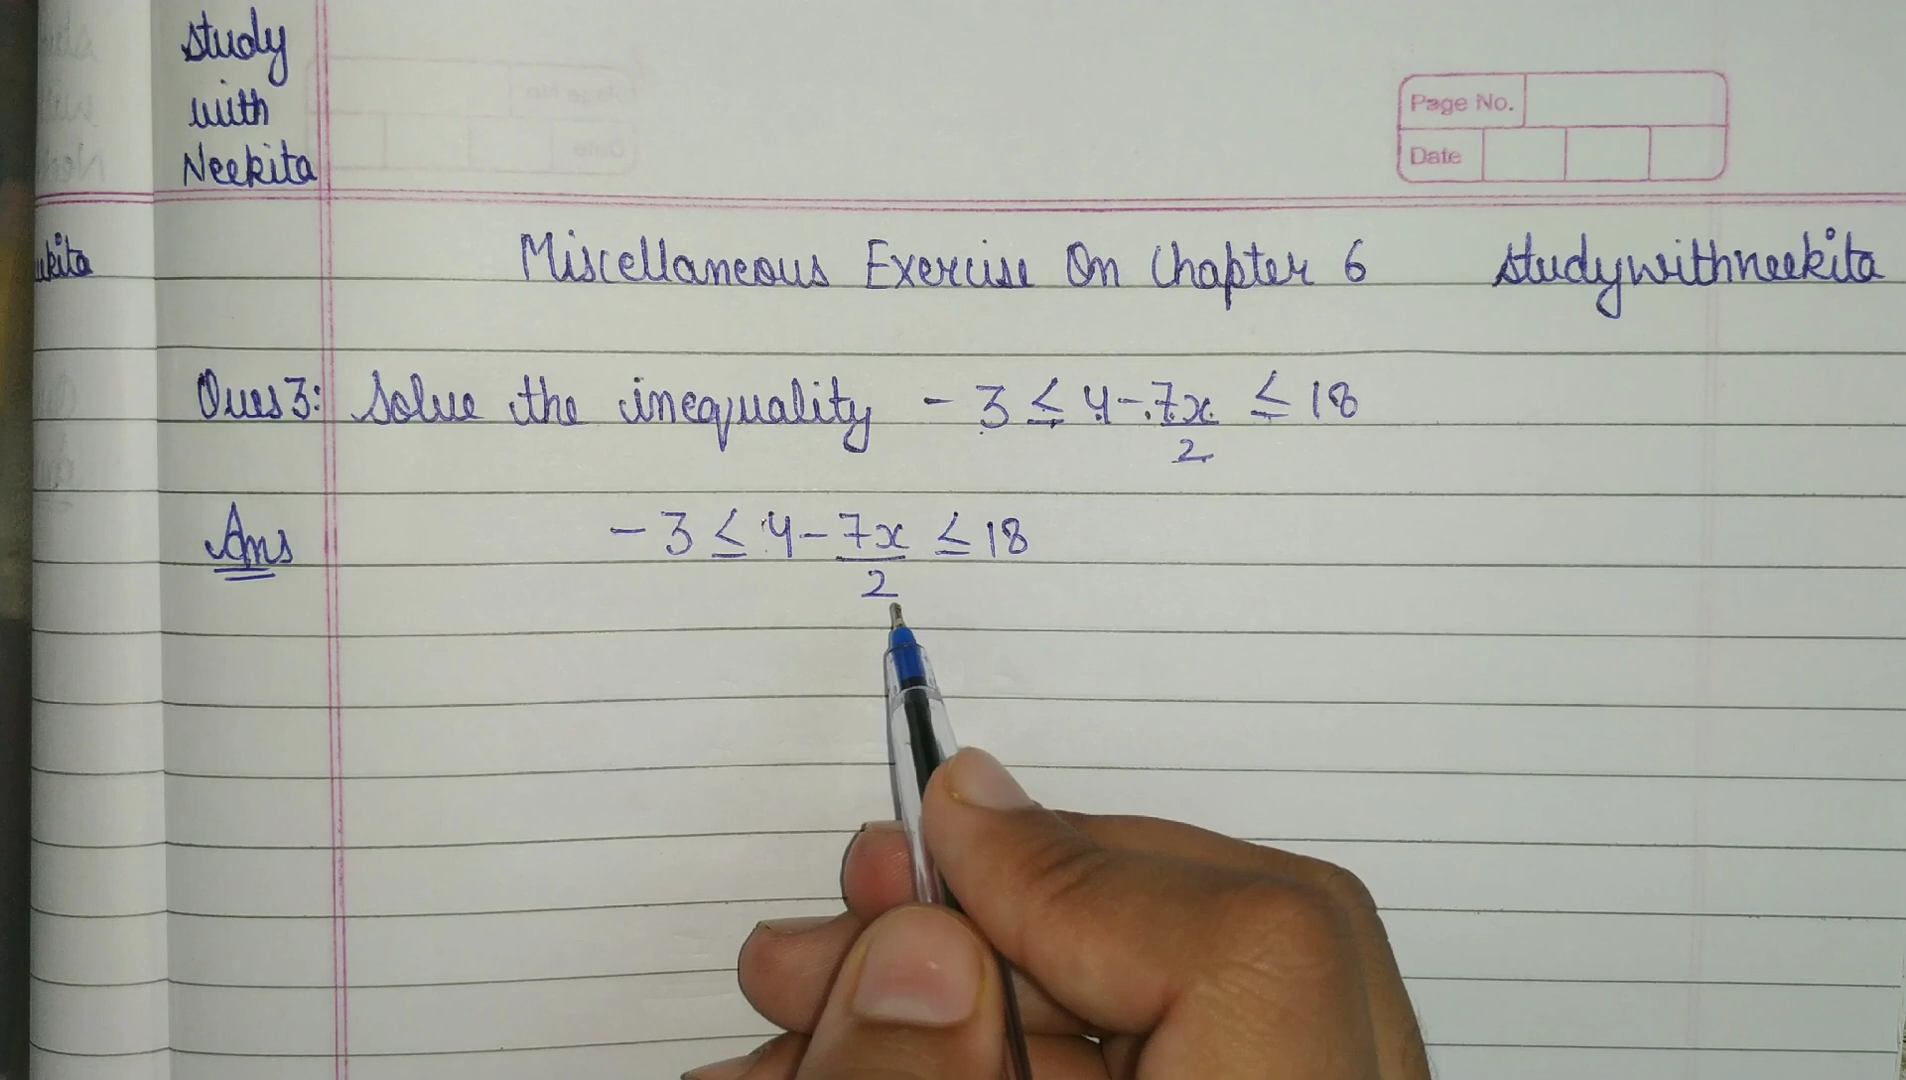 study
with
Neekita
Page No.
Date
Miscellaneous Exercise On Chapter 6 studywithneekita
Ques 3: Solve the inequality - 3 ≤ 4 - 7x/2 ≤ 18
Ans - 3 ≤ 4 - 7x/2 ≤ 18